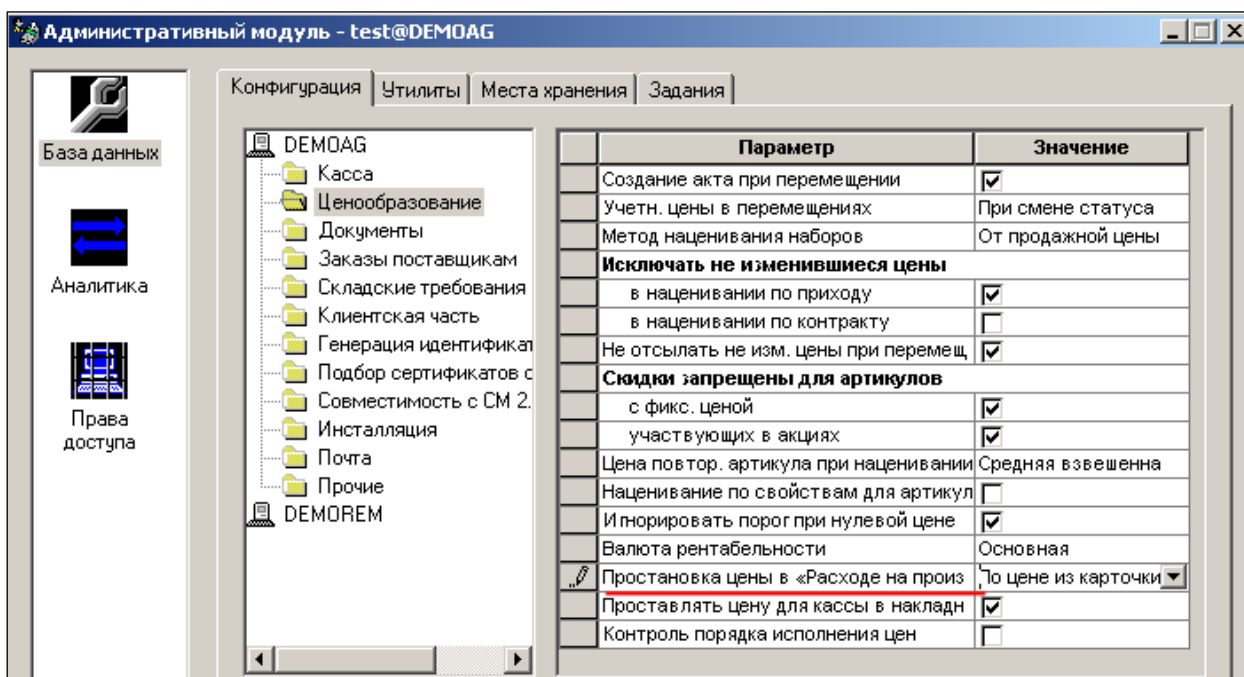 Административный модуль - test@DEMOAG
Конфигурация Утилиты Места хранения Задания
База данных
Аналитика
Права
доступа
DEMOAG
Касса
Ценообразование
Документы
Заказы поставщикам
Складские требования
Клиентская часть
Генерация идентификат
Подбор сертификатов с
Совместимость с СМ 2.
Инсталляция
Почта
Прочие
DEMOREM
Параметр Значение
Создание акта при перемещении
Учетн. цены в перемещениях При смене статуса
Метод наценивания наборов От продажной цены
Исключать не изменившиеся цены
в наценивании по приходу
в наценивании по контракту
Не отсылать не изм. цены при перемещ
Скидки запрещены для артикулов
с фикс. ценой
участвующих в акциях
Цена повтор. артикула при наценивании Средняя взвешенна
Наценивание по свойствам для артикул
Игнорировать порог при нулевой цене
Валюта рентабельности Основная
Простановка цены в «Расходе на произ По цене из карточки
Проставлять цену для кассы в накладн
Контроль порядка исполнения цен